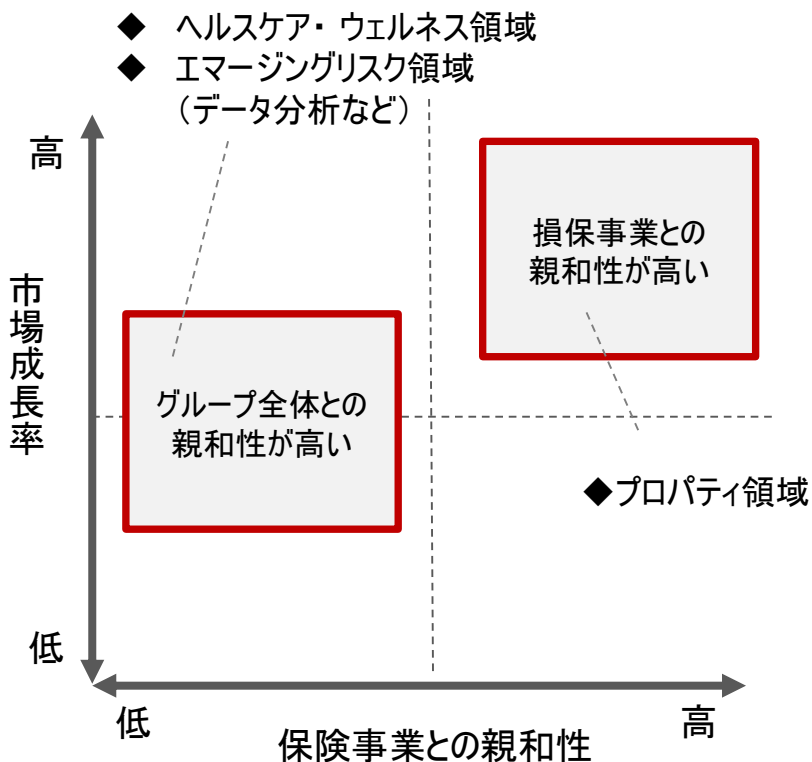 ◆ ヘルスケア・ウェルネス領域
◆ エマージングリスク領域
（データ分析など）
高
損保事業との
親和性が高い
市場成長率
グループ全体との
親和性が高い
◆プロパティ領域
低
低
高
保険事業との親和性